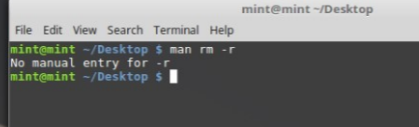 mint@mint ~/Desktop
File Edit View Search Terminal Help
mint@mint ~/Desktop $ man rm -r
No manual entry for -r
mint@mint ~/Desktop $